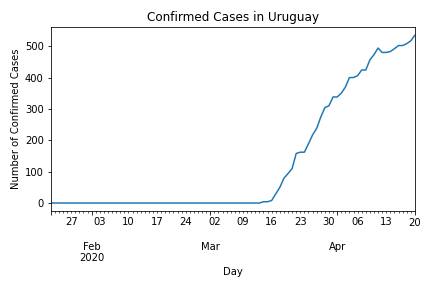 Confirmed Cases in Uruguay
Number of Confirmed Cases
500
400
300
200
100
0
27 03 10 17 24 02 09 16 23 30 06 13 20
Feb Mar Apr
2020
Day